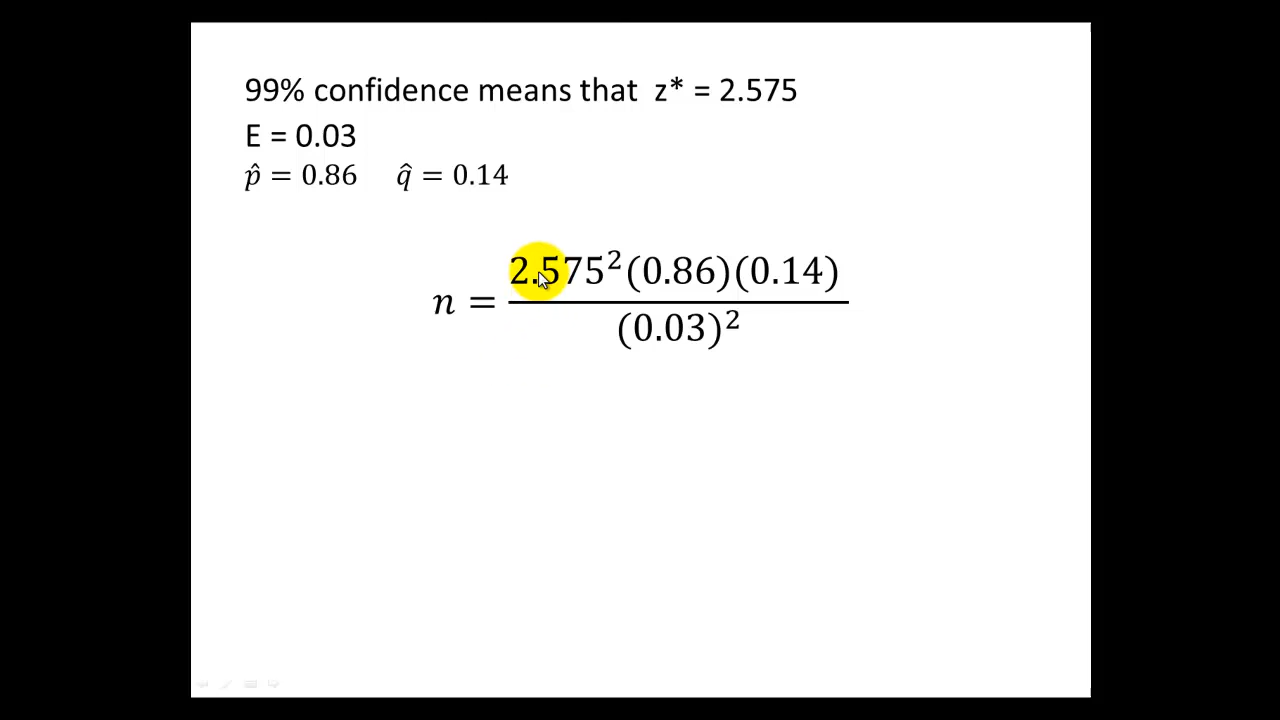 99% confidence means that z* = 2.575
E = 0.03
p̂ = 0.86 q̂ = 0.14
n = 2.575²(0.86)(0.14)
(0.03)²